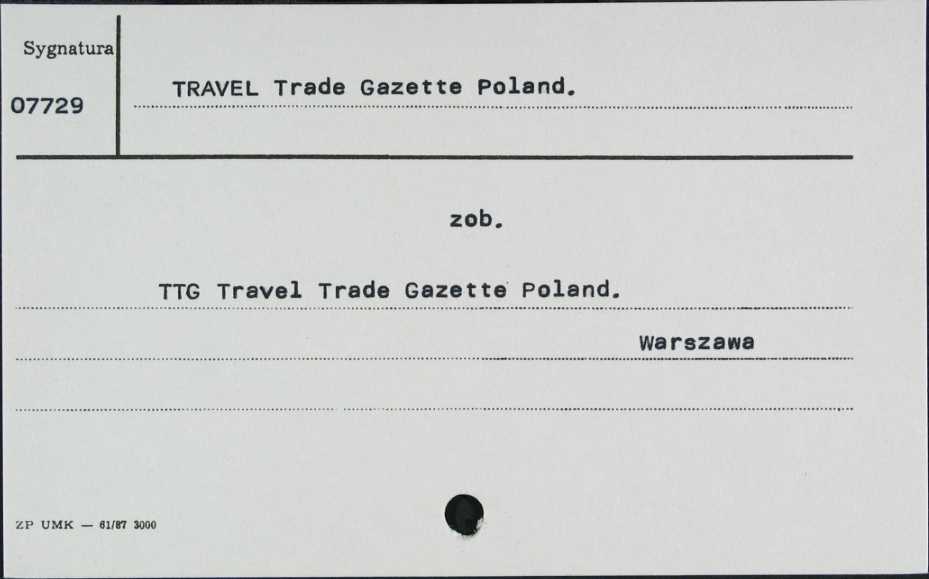 Sygnatura
TRAVEL Trade Gazette Poland.
07729
zob.
TTG Travel Trade Gazette Poland.
Warszawa
ZP UMK — 61/87 3000